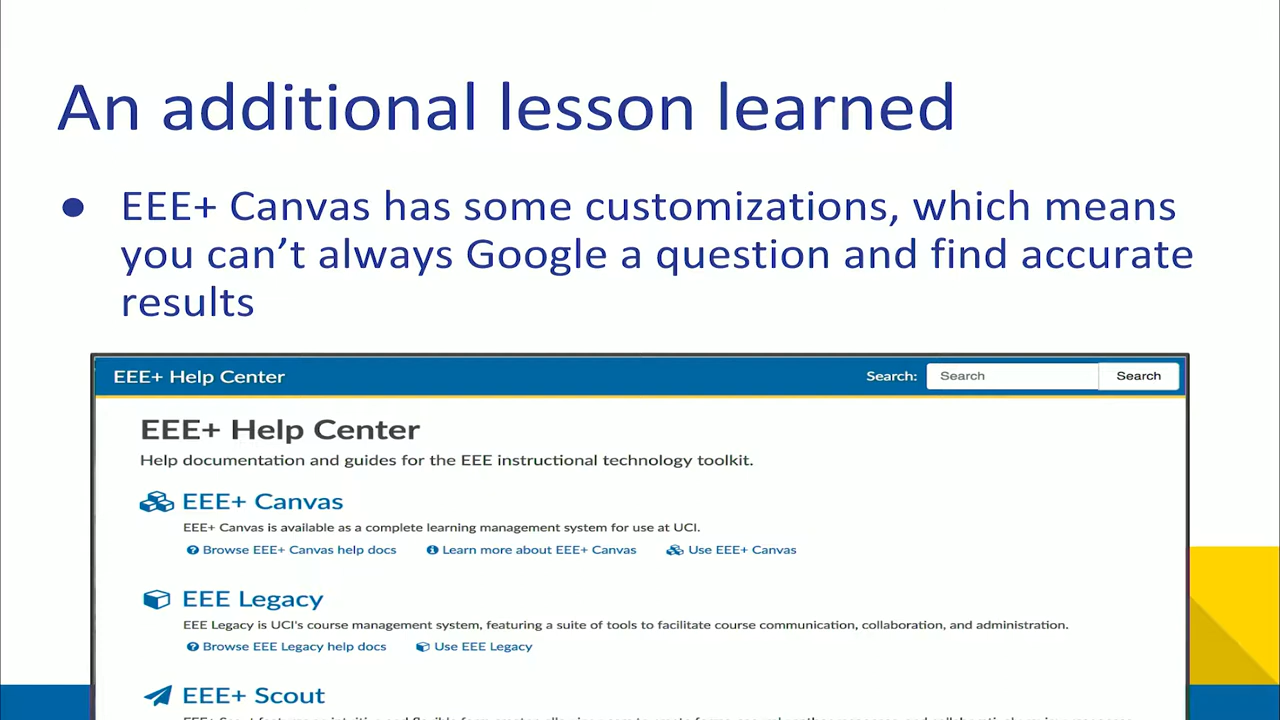 An additional lesson learned
● EEE+ Canvas has some customizations, which means
you can't always Google a question and find accurate
results
EEE+ Help Center
Search: Search Search
EEE+ Help Center
Help documentation and guides for the EEE instructional technology toolkit.
EEE+ Canvas
EEE+ Canvas is available as a complete learning management system for use at UCI.
Browse EEE+ Canvas help docs Learn more about EEE+ Canvas Use EEE+ Canvas
EEE Legacy
EEE Legacy is UCI's course management system, featuring a suite of tools to facilitate course communication, collaboration, and administration.
Browse EEE Legacy help docs Use EEE Legacy
EEE+ Scout